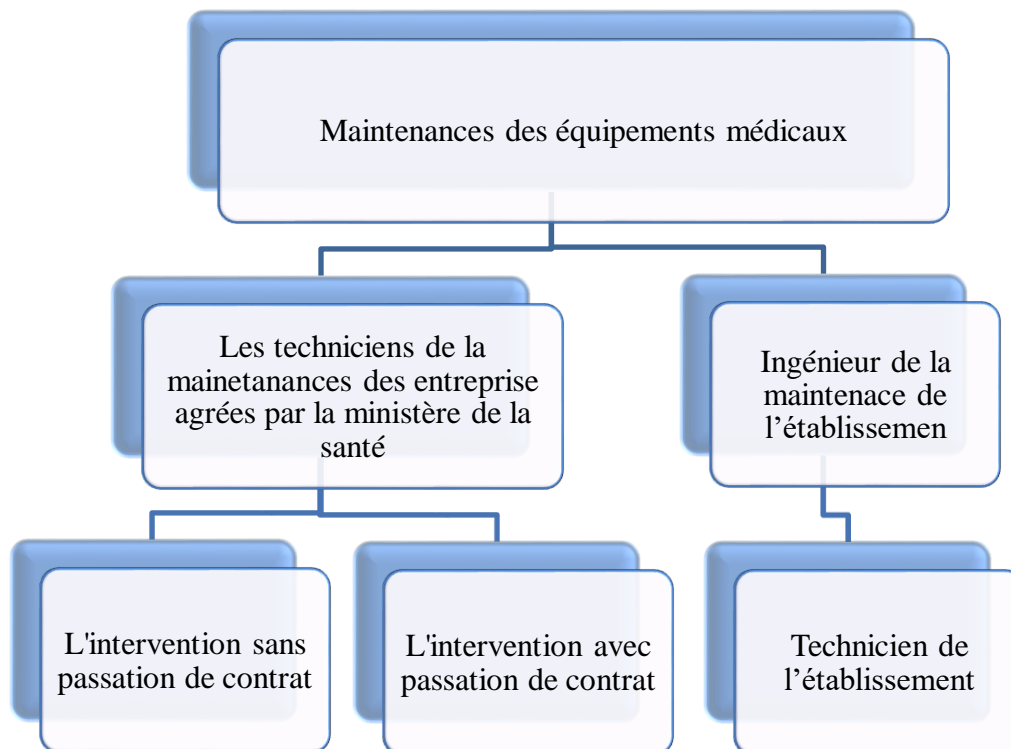 Maintenances des équipements médicaux
Les techniciens de la
mainetanances des entreprise
agrées par la ministère de la
santé
Ingénieur de la
maintenace de
l’établissemen
L'intervention sans
passation de contrat
L'intervention avec
passation de contrat
Technicien de
l’établissement